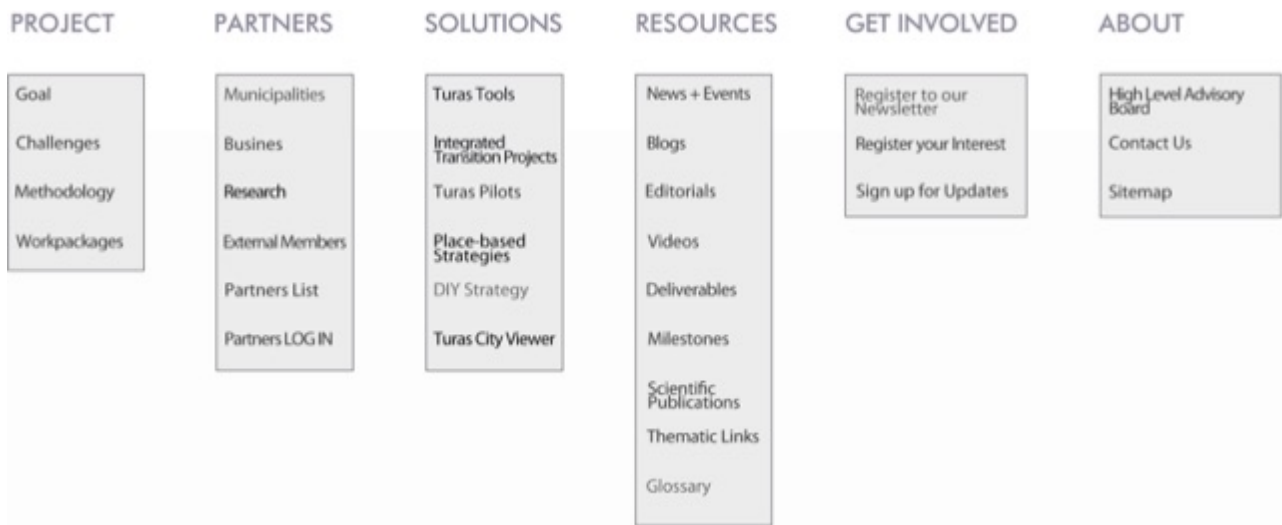 PROJECT
PARTNERS
SOLUTIONS
RESOURCES
GET INVOLVED
ABOUT
Goal
Challenges
Methodology
Workpackages
Municipalities
Busines
Research
External Members
Partners List
Partners LOG IN
Turas Tools
Integrated
Transition Projects
Turas Pilots
Place-based
Strategies
DIY Strategy
Turas City Viewer
News + Events
Blogs
Editorials
Videos
Deliverables
Milestones
Scientific
Publications
Thematic Links
Glossary
Register to our
Newsletter
Register your Interest
Sign up for Updates
High Level Advisory
Board
Contact Us
Sitemap